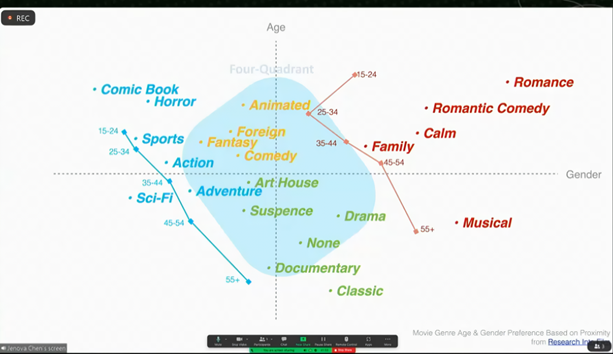 REC
Age
Four-Quadrant
15-24
Romance
Comic Book
Horror
Animated
25-34
Romantic Comedy
15-24
Sports
Foreign
Calm
25-34
Fantasy
35-44
Family
Comedy
45-54
Action
Gender
35-44
Art House
Adventure
Sci-Fi
Suspence
Drama
45-54
Musical
55+
None
Documentary
55+
Classic
Movie Genre Age & Gender Preference Based on Proximity
from Research
Jenova Chen's screen